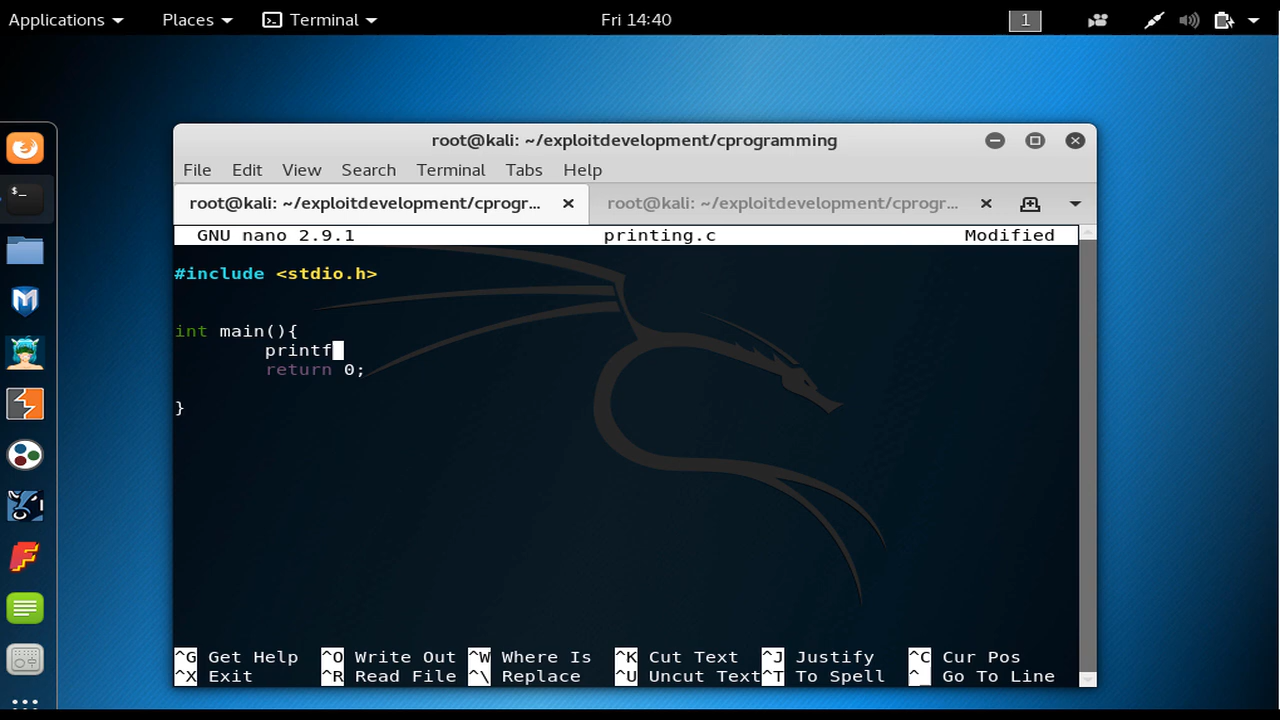 Applications Places Terminal Fri 14:40 1
root@kali: ~/exploitdevelopment/cprogramming
File Edit View Search Terminal Tabs Help
root@kali: ~/exploitdevelopment/cprogr... root@kali: ~/exploitdevelopment/cprogr...
GNU nano 2.9.1 printing.c Modified
#include <stdio.h>
int main(){
printf
return 0;
}
^G Get Help ^O Write Out ^W Where Is ^K Cut Text ^J Justify ^C Cur Pos
^X Exit ^R Read File ^\ Replace ^U Uncut Text ^T To Spell ^_ Go To Line